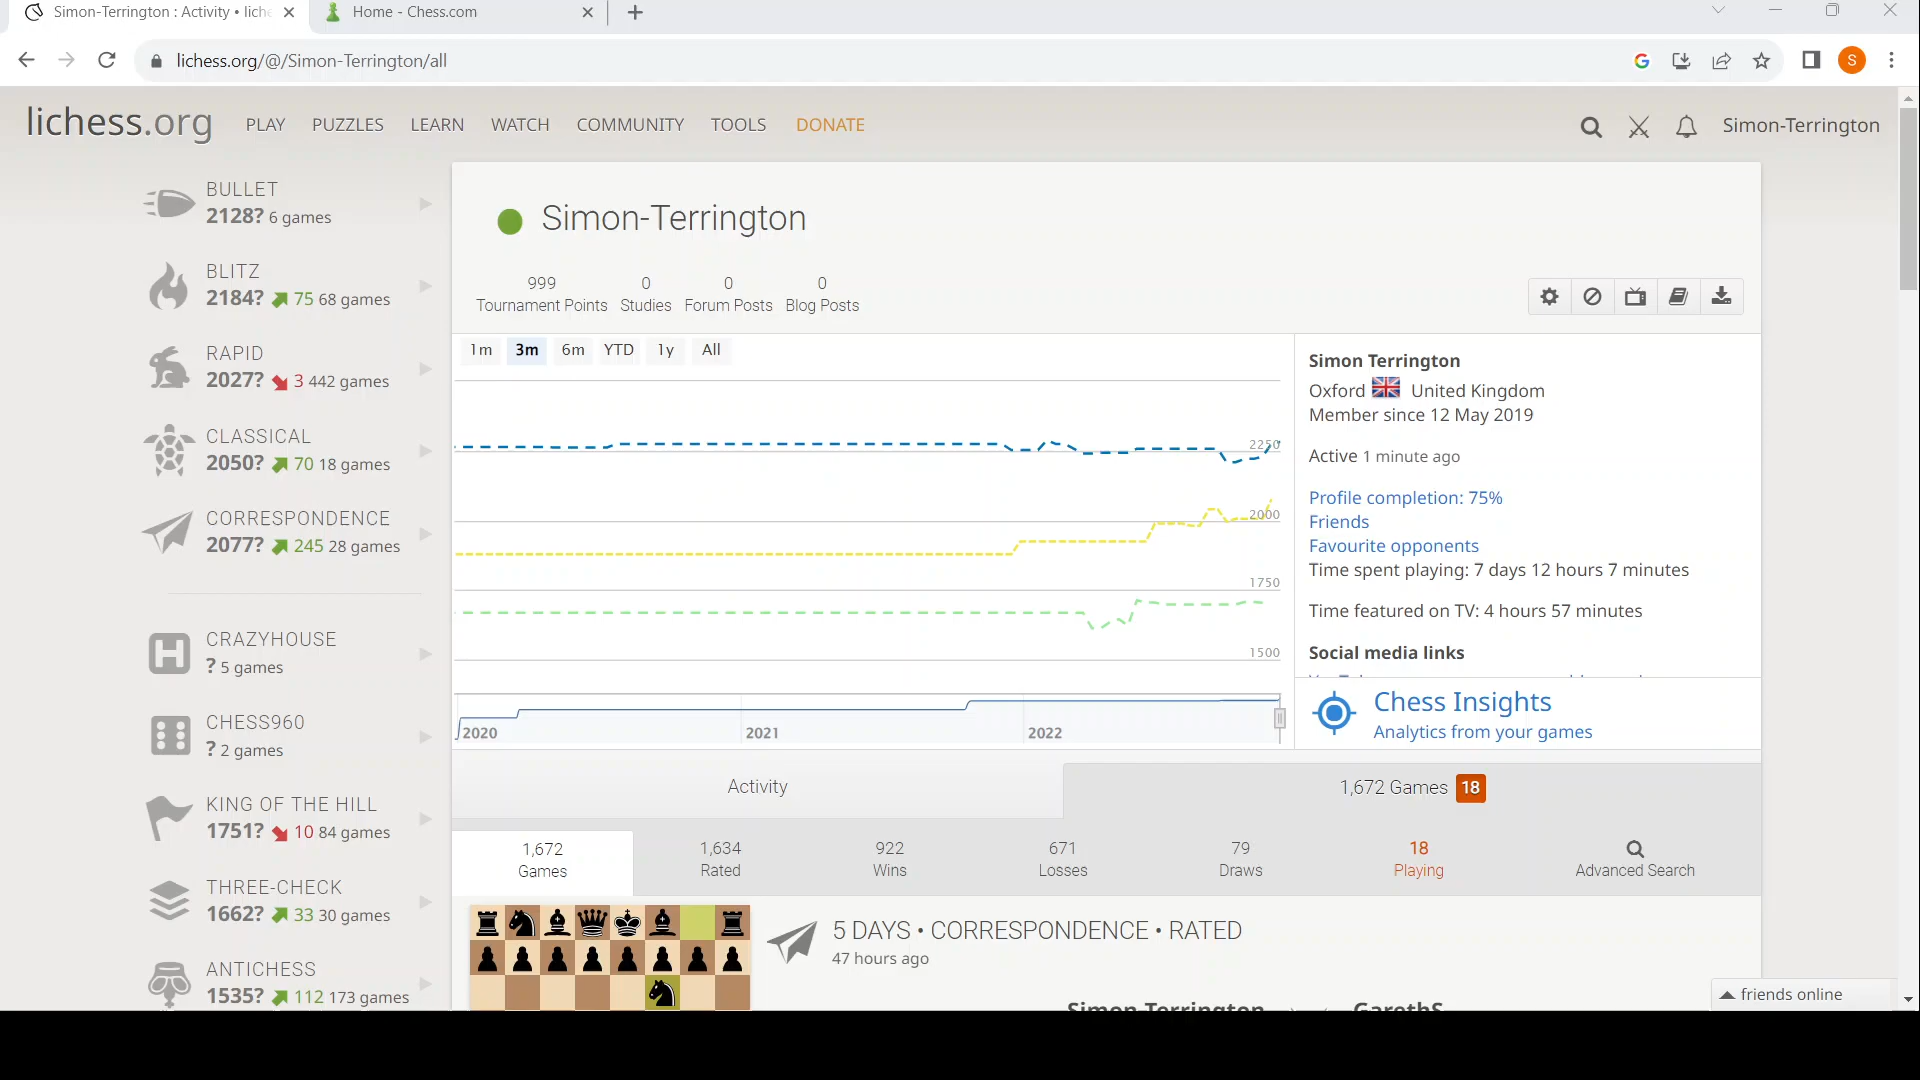 Simon-Terrington : Activity • liche
Home - Chess.com
lichess.org/@/Simon-Terrington/all
S
lichess.org
PLAY
PUZZLES
LEARN
WATCH
COMMUNITY
TOOLS
DONATE
Simon-Terrington
BULLET
2128? 6 games
BLITZ
2184? 75 68 games
RAPID
2027? 3 442 games
CLASSICAL
2050? 70 18 games
CORRESPONDENCE
2077? 245 28 games
CRAZYHOUSE
? 5 games
CHESS960
? 2 games
KING OF THE HILL
1751? 10 84 games
THREE-CHECK
1662? 33 30 games
ANTICHESS
1535? 112 173 games
Simon-Terrington
999
Tournament Points
0
Studies
0
Forum Posts
0
Blog Posts
1m
3m
6m
YTD
1y
All
2250
2000
1750
1500
2020
2021
2022
Simon Terrington
Oxford United Kingdom
Member since 12 May 2019
Active 1 minute ago
Profile completion: 75%
Friends
Favourite opponents
Time spent playing: 7 days 12 hours 7 minutes
Time featured on TV: 4 hours 57 minutes
Social media links
Chess Insights
Analytics from your games
Activity
1,672 Games 18
1,672
Games
1,634
Rated
922
Wins
671
Losses
79
Draws
18
Playing
Advanced Search
5 DAYS • CORRESPONDENCE • RATED
47 hours ago
Simon-Terrington
GarethS
friends online